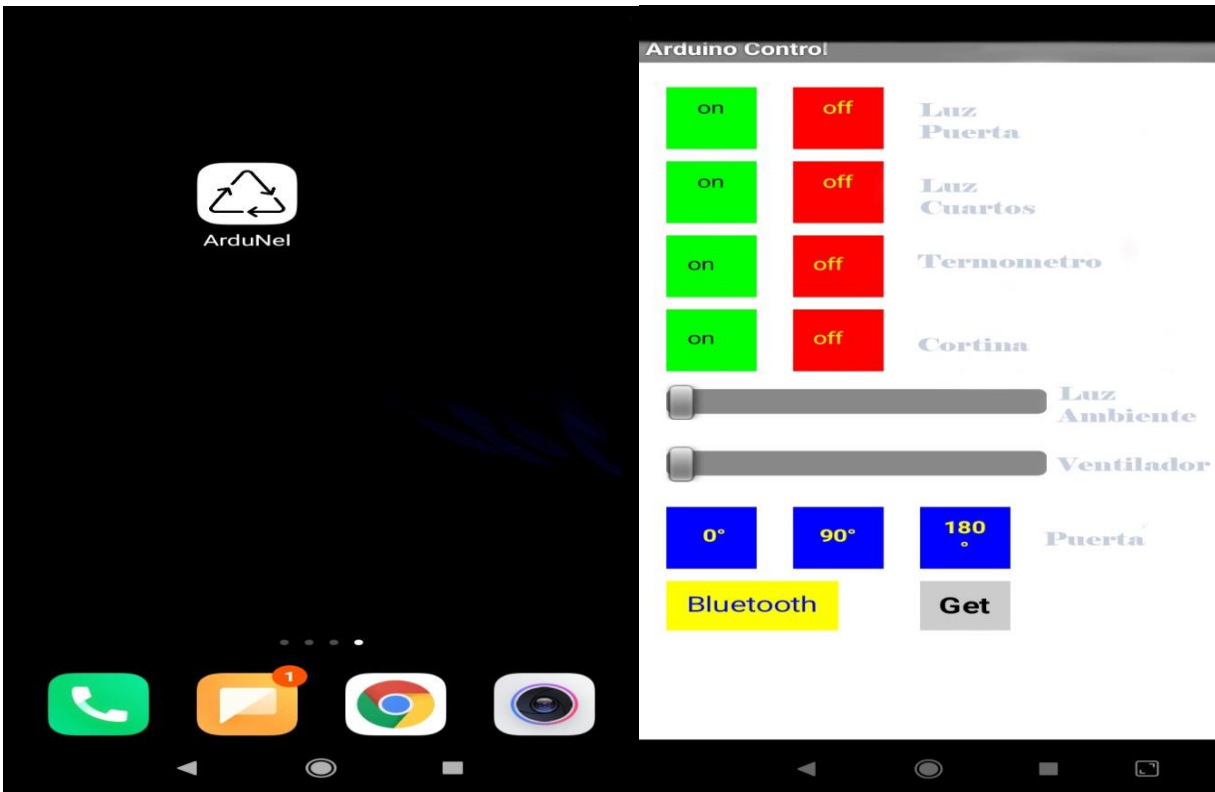 ArduNel
1
Arduino Control
on off Luz
Puerta
on off Luz
Cuartos
on off Termometro
on off Cortina
Luz
Ambiente
Ventilador
0° 90° 180
° Puerta
Bluetooth Get